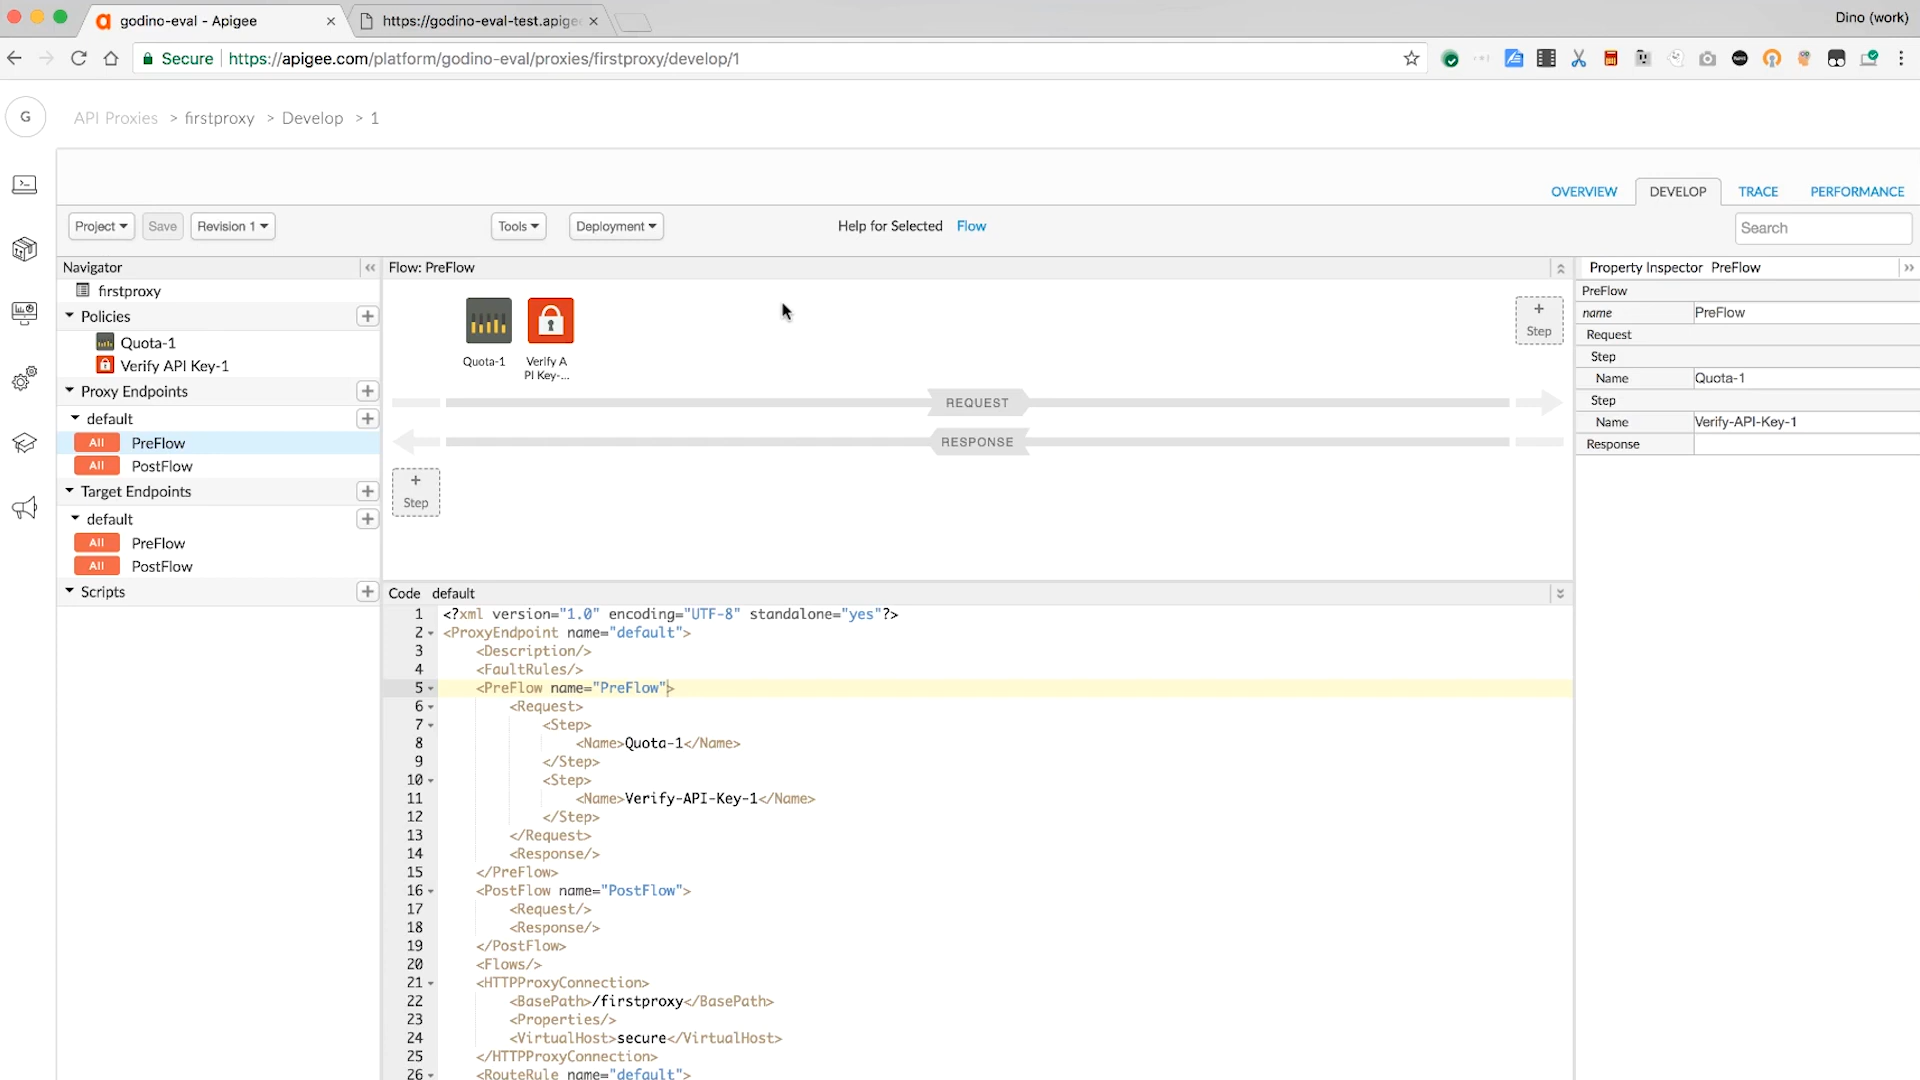 godino-eval - Apigee
https://godino-eval-test.apige
Dino (work)
Secure
https://apigee.com/platform/godino-eval/proxies/firstproxy/develop/1
G
API Proxies > firstproxy > Develop > 1
OVERVIEW
DEVELOP
TRACE
PERFORMANCE
Project
Save
Revision 1
Tools
Deployment
Help for Selected Flow
Search
Navigator
firstproxy
Policies
Quota-1
Verify API Key-1
Proxy Endpoints
default
All PreFlow
All PostFlow
Target Endpoints
default
All PreFlow
All PostFlow
Scripts
Flow: PreFlow
Quota-1
Verify A
PI Key-...
+
Step
REQUEST
RESPONSE
+
Step
Code default
1 <?xml version="1.0" encoding="UTF-8" standalone="yes"?>
2 <ProxyEndpoint name="default">
3 <Description/>
4 <FaultRules/>
5 <PreFlow name="PreFlow">
6 <Request>
7 <Step>
8 <Name>Quota-1</Name>
9 </Step>
10 <Step>
11 <Name>Verify-API-Key-1</Name>
12 </Step>
13 </Request>
14 <Response/>
15 </PreFlow>
16 <PostFlow name="PostFlow">
17 <Request/>
18 <Response/>
19 </PostFlow>
20 <Flows/>
21 <HTTPProxyConnection>
22 <BasePath>/firstproxy</BasePath>
23 <Properties/>
24 <VirtualHost>secure</VirtualHost>
25 </HTTPProxyConnection>
26 <RouteRule name="default">
Property Inspector PreFlow
PreFlow
name PreFlow
Request
Step
Name Quota-1
Step
Name Verify-API-Key-1
Response